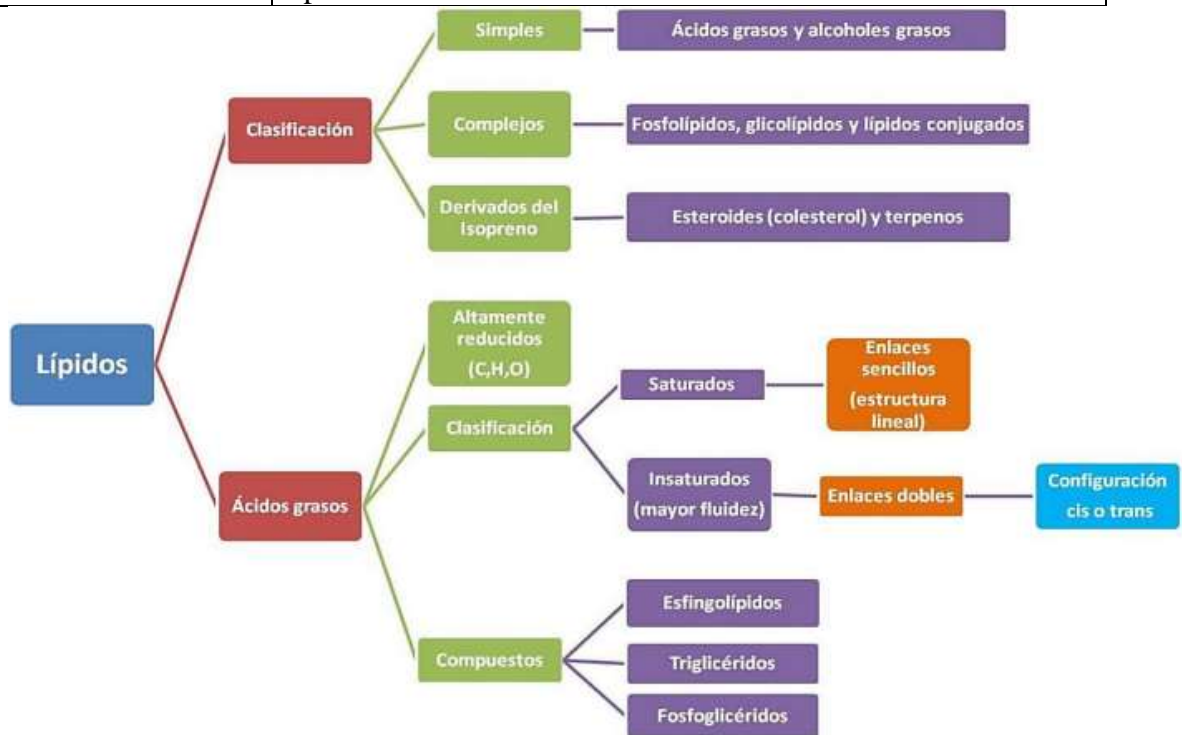 Simples
Ácidos grasos y alcoholes grasos
Clasificación
Complejos
Fosfolípidos, glicolípidos y lípidos conjugados
Derivados del
Isopreno
Esteroides (colesterol) y terpenos
Lípidos
Altamente
reducidos
(C,H,O)
Clasificación
Saturados
Enlaces
sencillos
(estructura
lineal)
Ácidos grasos
Insaturados
(mayor fluidez)
Enlaces dobles
Configuración
cis o trans
Compuestos
Esfingolípidos
Triglicéridos
Fosfoglicéridos